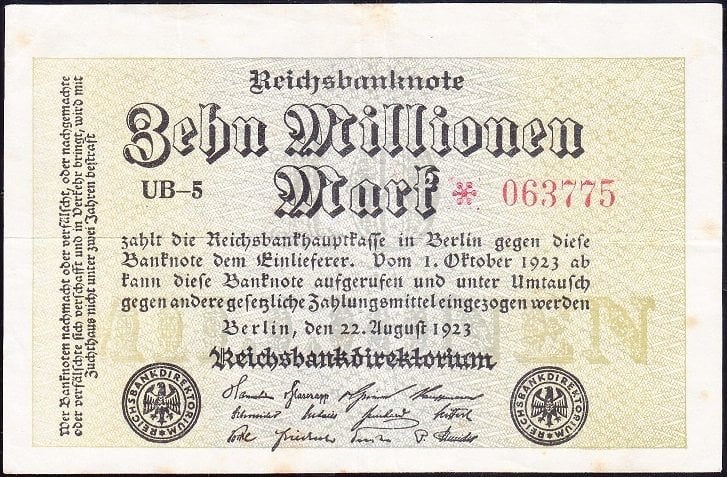 Reichsbanknote
Zehn Millionen
Mark
UB-5
* 063775
zahlt die Reichsbankhauptkasse in Berlin gegen diese
Banknote dem Einlieferer. Vom 1. Oktober 1923 ab
kann diese Banknote aufgerufen und unter Umtausch
gegen andere gesetzliche Zahlungsmittel eingezogen werden
Berlin, den 22. August 1923
Reichsbankdirektorium
REICHSBANKDIREKTORIUM
REICHSBANKDIREKTORIUM
Wer Banknoten nachmacht oder verfälscht, oder nachgemachte
oder verfälschte sich verschafft und in Verkehr bringt, wird mit
Zuchthaus nicht unter zwei Jahren bestraft